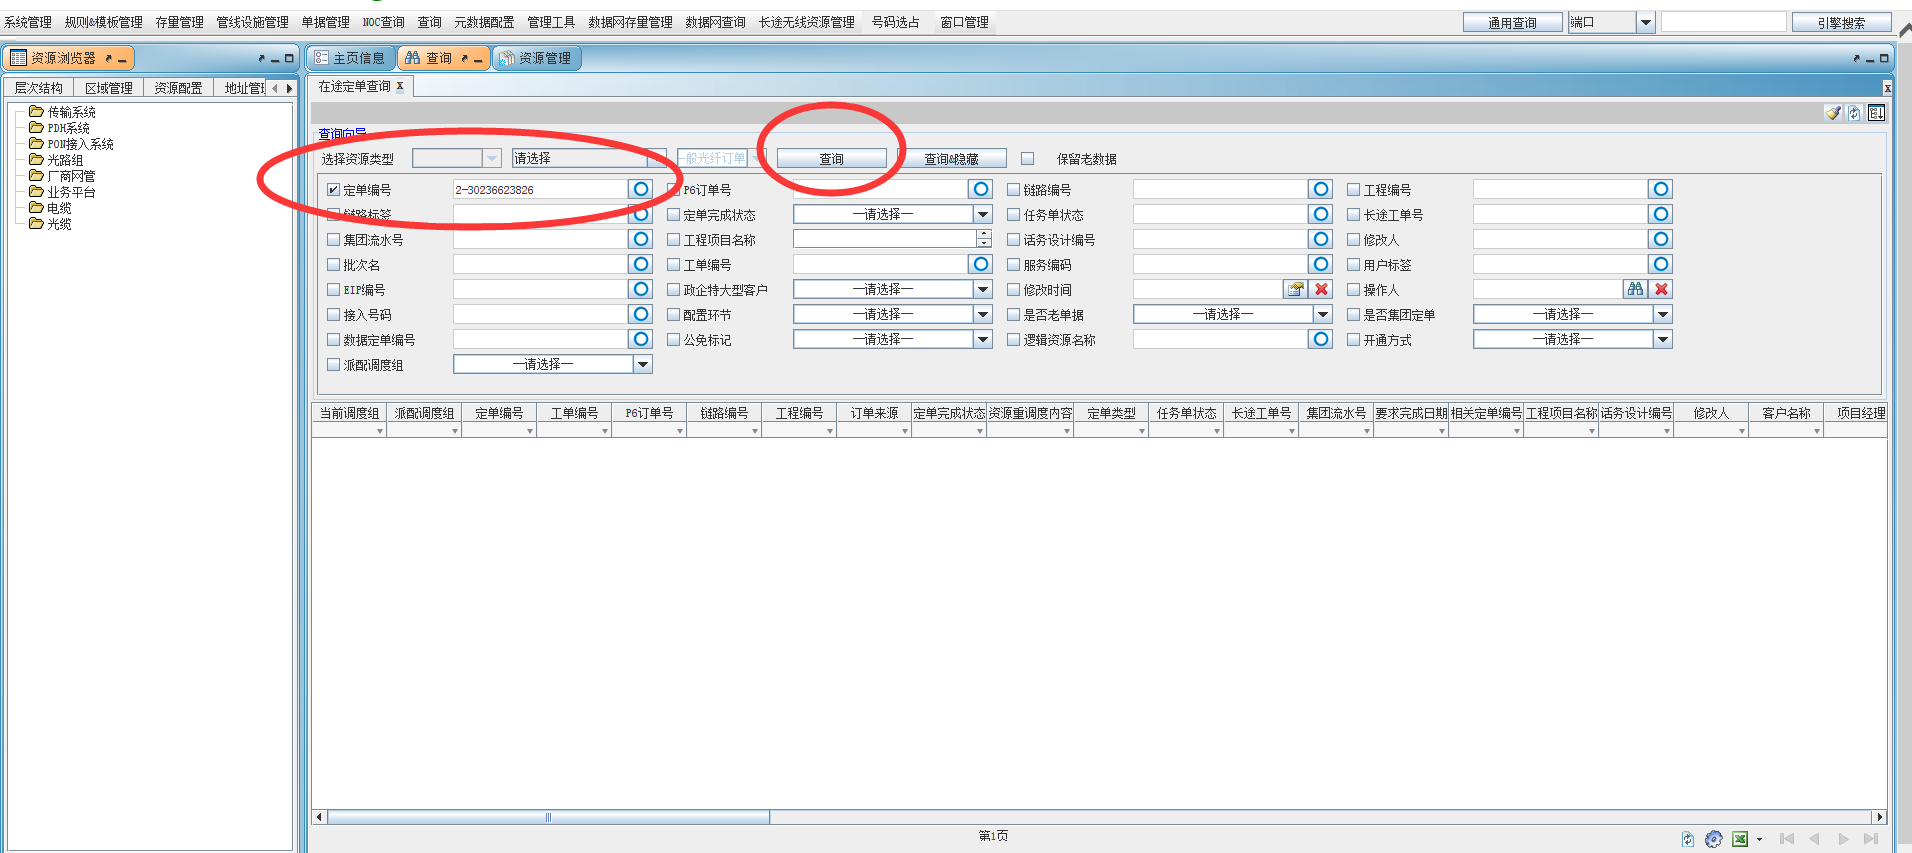 系统管理 规则&模板管理 存量管理 管线设施管理 单据管理 NOC查询 查询 元数据配置 管理工具 数据网存量管理 数据网查询 长途无线资源管理 号码选占 窗口管理 通用查询 端口 引擎搜索
资源浏览器 主页信息 查询 资源管理
层次结构 区域管理 资源配置 地址管理 在途定单查询 X
传输系统
PDH系统
PON接入系统
光路组
厂商网管
业务平台
电缆
光缆
查询向导
选择资源类型 请选择 一般光纤订单 查询 查询&隐藏 保留老数据
定单编号 2-30236623826 P6订单号 链路编号 工程编号
链路标签 定单完成状态 —请选择— 任务单状态 长途工单号
集团流水号 工程项目名称 话务设计编号 修改人
批次名 工单编号 服务编码 用户标签
EIP编号 政企特大型客户 —请选择— 修改时间 操作人
接入号码 配置环节 —请选择— 是否老单据 —请选择— 是否集团定单 —请选择—
数据定单编号 公免标记 —请选择— 逻辑资源名称 开通方式 —请选择—
派配调度组 —请选择—
当前调度组 派配调度组 定单编号 工单编号 P6订单号 链路编号 工程编号 订单来源 定单完成状态 资源重调度内容 定单类型 任务单状态 长途工单号 集团流水号 要求完成日期 相关定单编号 工程项目名称 话务设计编号 修改人 客户名称 项目经理
第1页